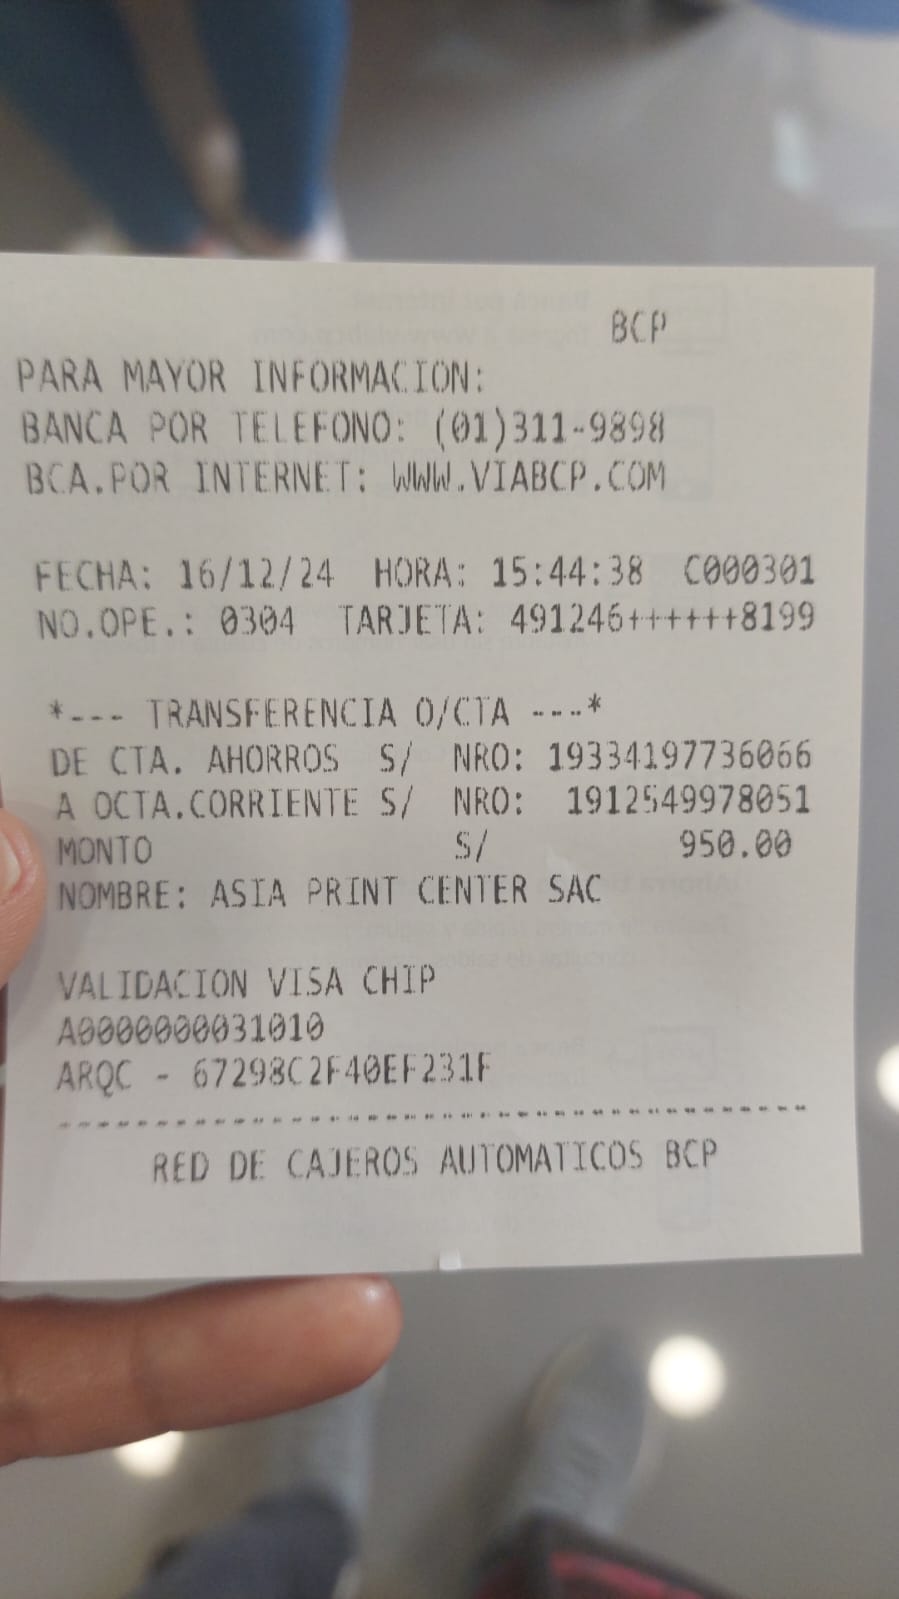 BCP
PARA MAYOR INFORMACION:
BANCA POR TELEFONO: (01)311-9898
BCA.POR INTERNET: WWW.VIABCP.COM
FECHA: 16/12/24 HORA: 15:44:38 C000301
NO.OPE.: 0304 TARJETA: 491246++++++8199
*--- TRANSFERENCIA O/CTA ---*
DE CTA. AHORROS S/ NRO: 19334197736066
A OCTA.CORRIENTE S/ NRO: 1912549978051
MONTO S/ 950.00
NOMBRE: ASIA PRINT CENTER SAC
VALIDACION VISA CHIP
A0000000031010
ARQC - 67298C2F40EF231F
RED DE CAJEROS AUTOMATICOS BCP